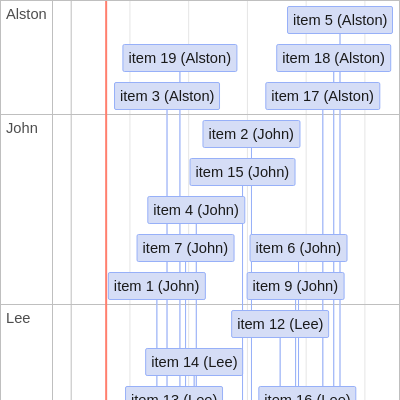 Alston
item 5 (Alston)
item 19 (Alston)
item 18 (Alston)
item 3 (Alston)
item 17 (Alston)
John
item 2 (John)
item 15 (John)
item 4 (John)
item 7 (John)
item 6 (John)
item 1 (John)
item 9 (John)
Lee
item 12 (Lee)
item 14 (Lee)
item 13 (Lee)
item 16 (Lee)